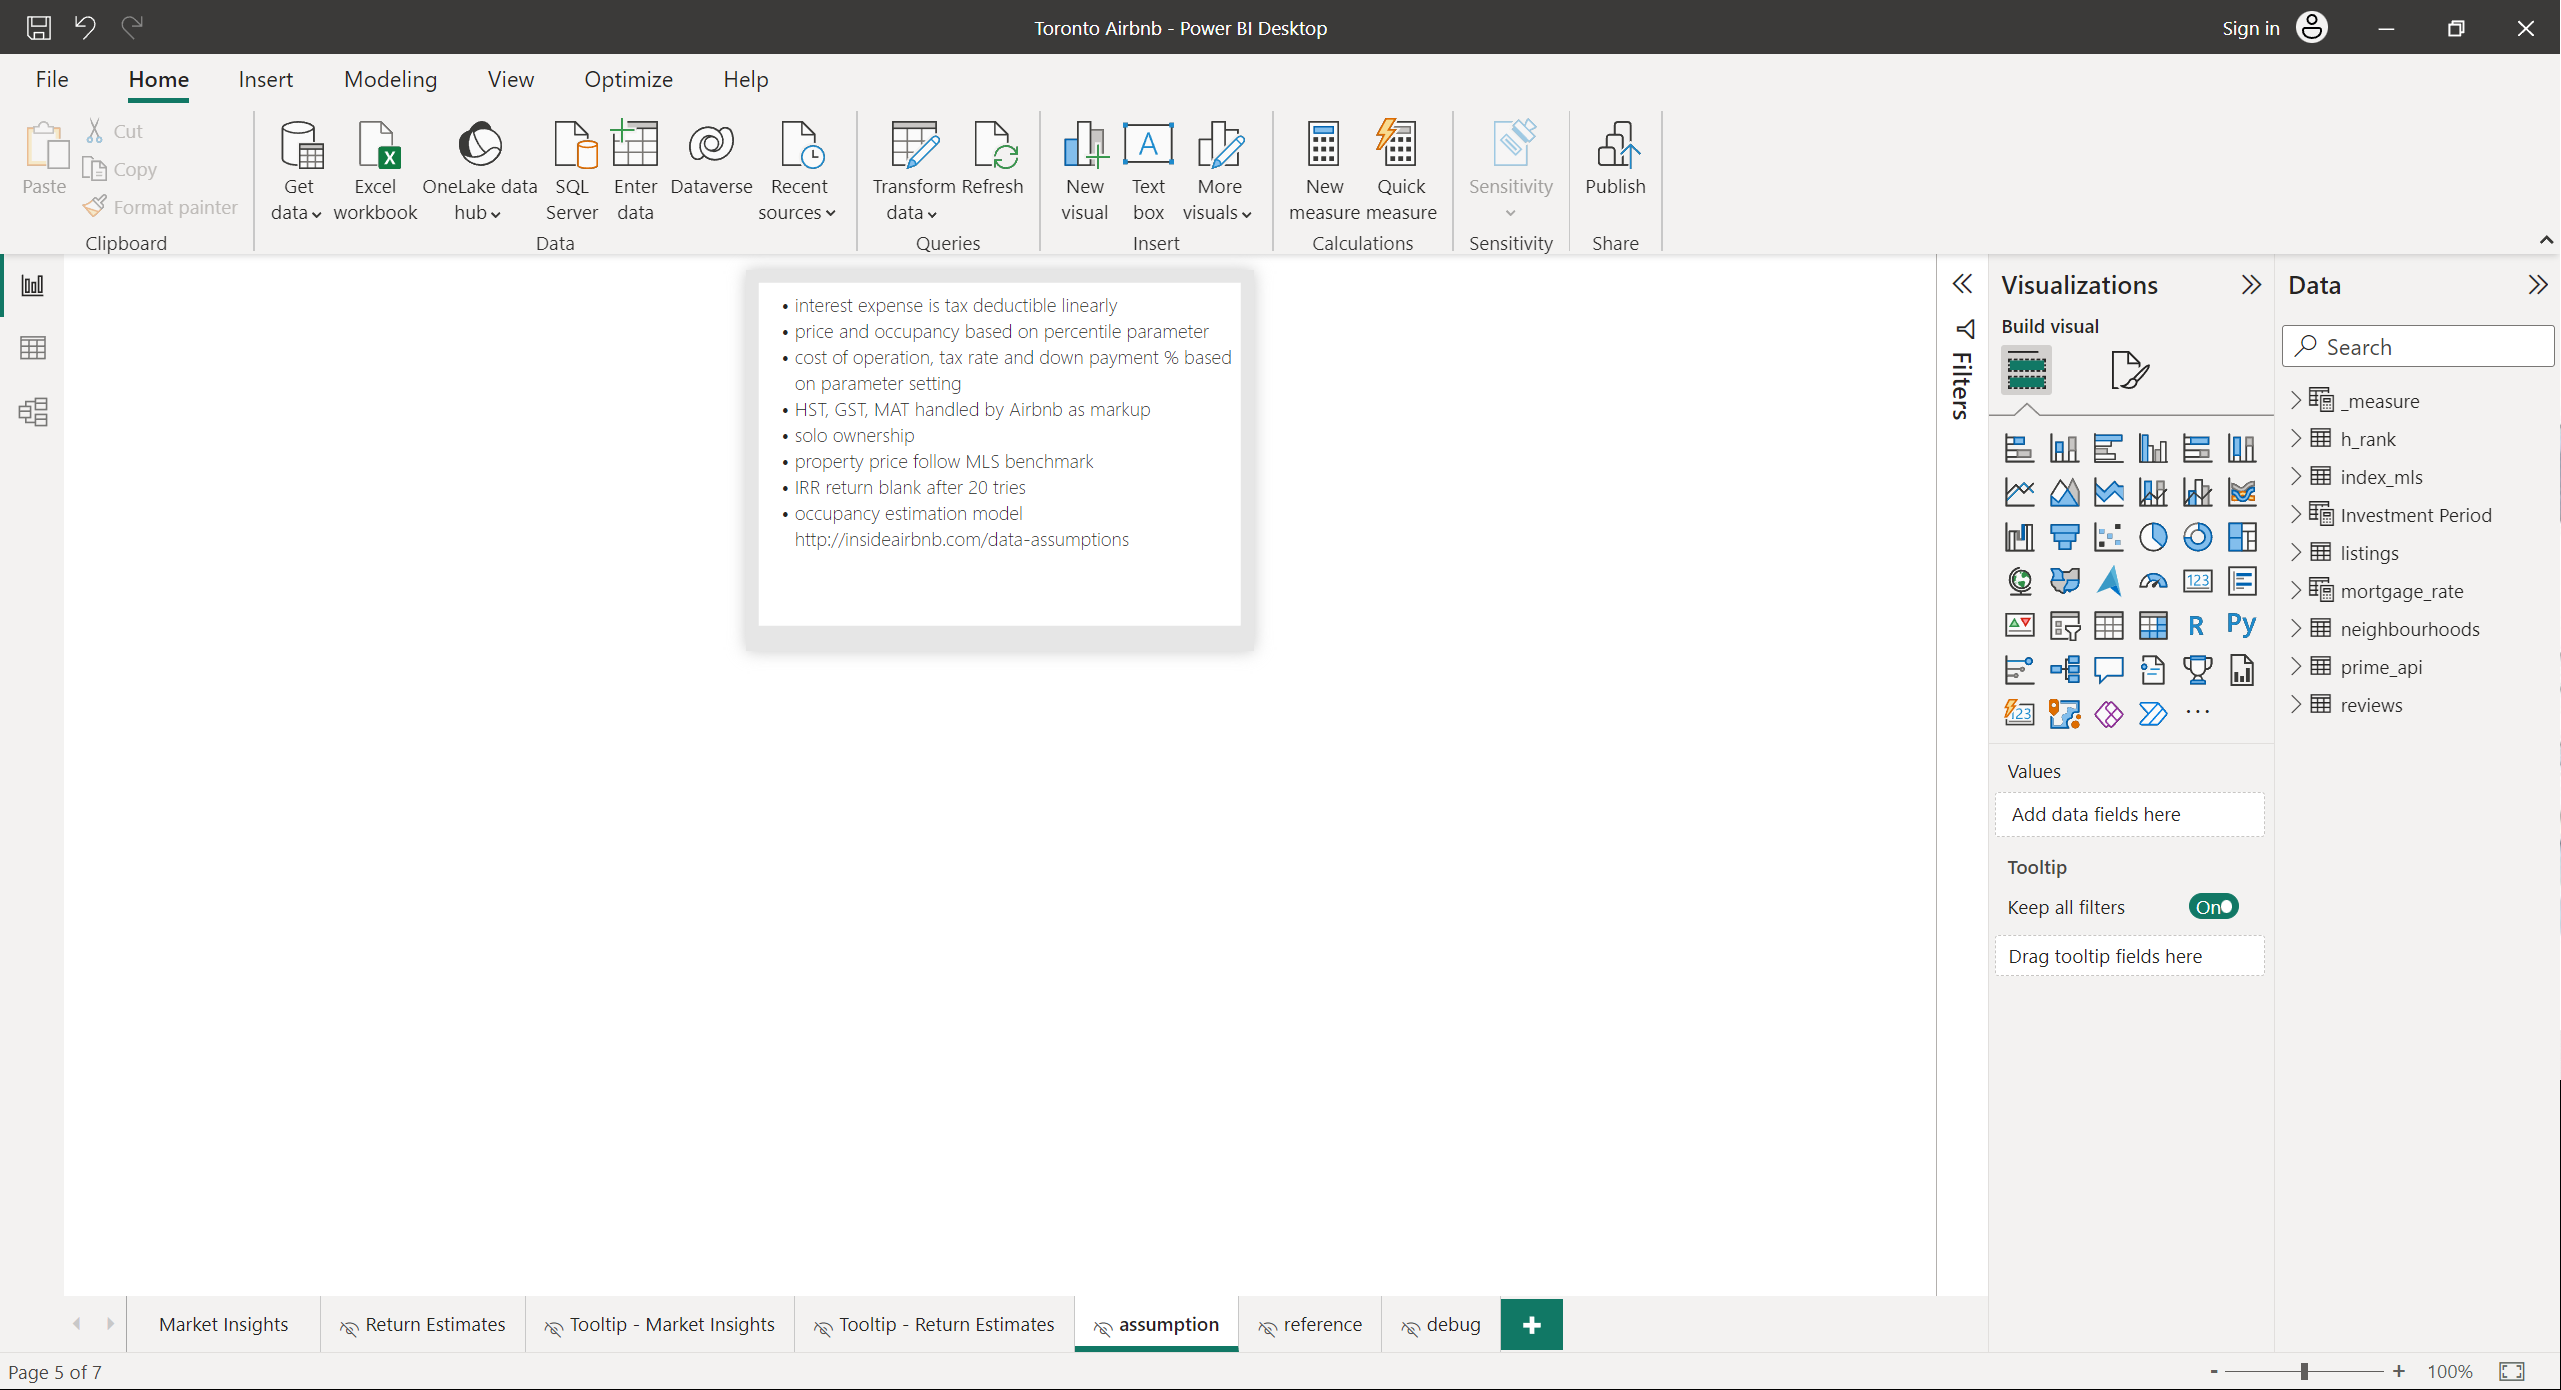 Toronto Airbnb - Power BI Desktop
Sign in
File Home Insert Modeling View Optimize Help
Paste
Cut
Copy
Format painter
Clipboard
Get data
Excel workbook
OneLake data hub
SQL Server
Enter data
Dataverse
Recent sources
Data
Transform data
Refresh
Queries
New visual
Text box
More visuals
Insert
New measure
Quick measure
Calculations
Sensitivity
Sensitivity
Publish
Share
• interest expense is tax deductible linearly
• price and occupancy based on percentile parameter
• cost of operation, tax rate and down payment % based
on parameter setting
• HST, GST, MAT handled by Airbnb as markup
• solo ownership
• property price follow MLS benchmark
• IRR return blank after 20 tries
• occupancy estimation model
http://insideairbnb.com/data-assumptions
Filters
Visualizations
Build visual
123
R
Py
123
Values
Add data fields here
Tooltip
Keep all filters
On
Drag tooltip fields here
Data
Search
_measure
h_rank
index_mls
Investment Period
listings
mortgage_rate
neighbourhoods
prime_api
reviews
Market Insights
Return Estimates
Tooltip - Market Insights
Tooltip - Return Estimates
assumption
reference
debug
+
Page 5 of 7
- + 100%